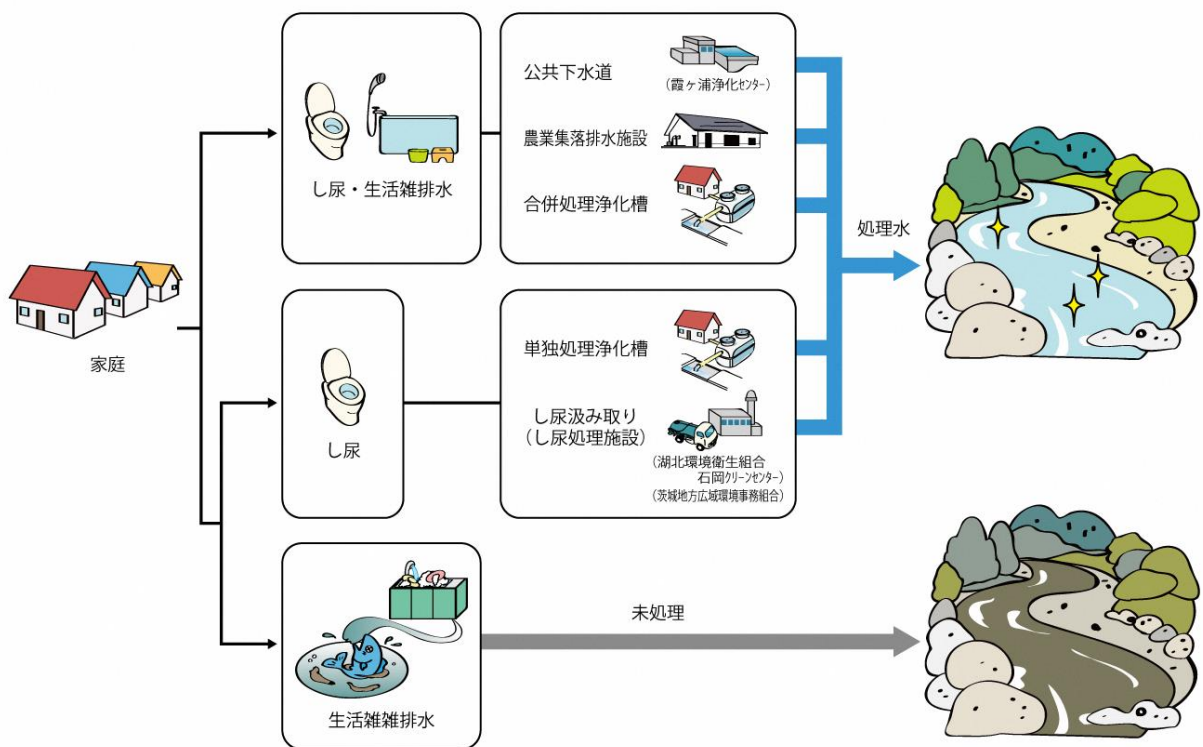 家庭
し尿・生活雑排水
公共下水道
（霞ヶ浦浄化センター）
農業集落排水施設
合併処理浄化槽
処理水
し尿
単独処理浄化槽
し尿汲み取り
（し尿処理施設）
（湖北環境衛生組合
石岡クリーンセンター）
（茨城地方広域環境事務組合）
生活雑雑排水
未処理